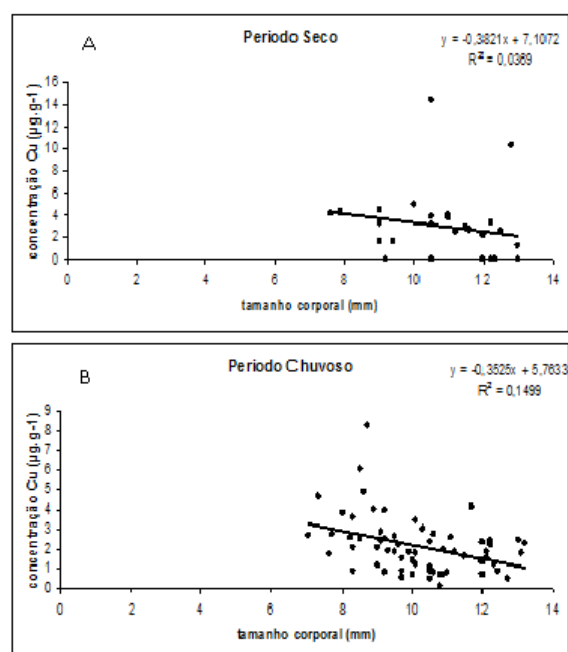 A
Periodo Seco
y = -0,3821x + 7,1072
R² = 0,0369
concentração Cu (µg.g-1)
16
14
12
10
8
6
4
2
0
0 2 4 6 8 10 12 14
tamanho corporal (mm)
B
Periodo Chuvoso
y = -0,3525x + 5,7633
R² = 0,1499
concentração Cu (µg.g-1)
9
8
7
6
5
4
3
2
1
0
0 2 4 6 8 10 12 14
tamanho corporal (mm)